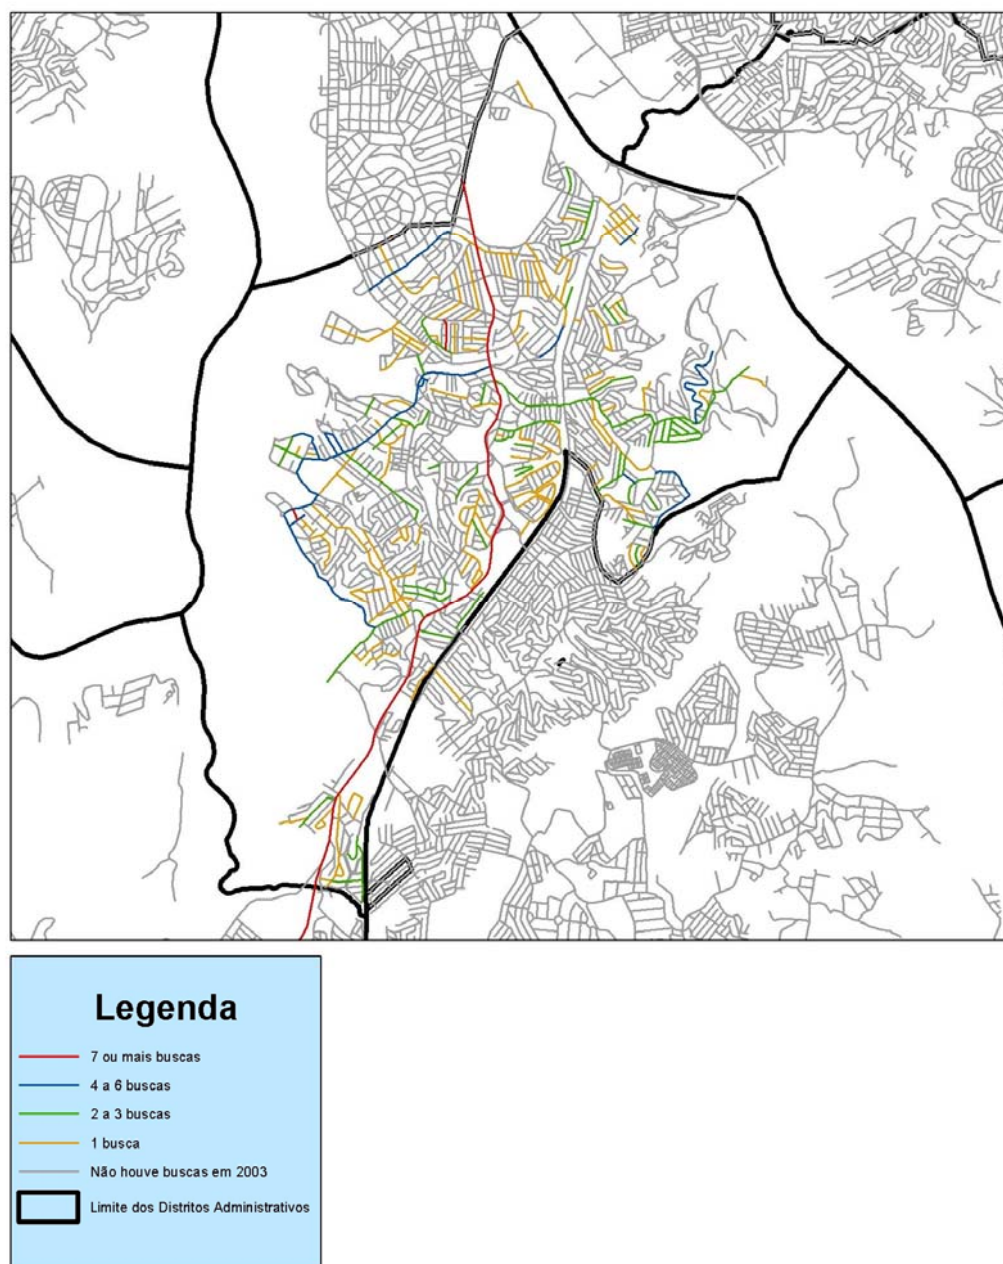 Legenda
7 ou mais buscas
4 a 6 buscas
2 a 3 buscas
1 busca
Não houve buscas em 2003
Limite dos Distritos Administrativos